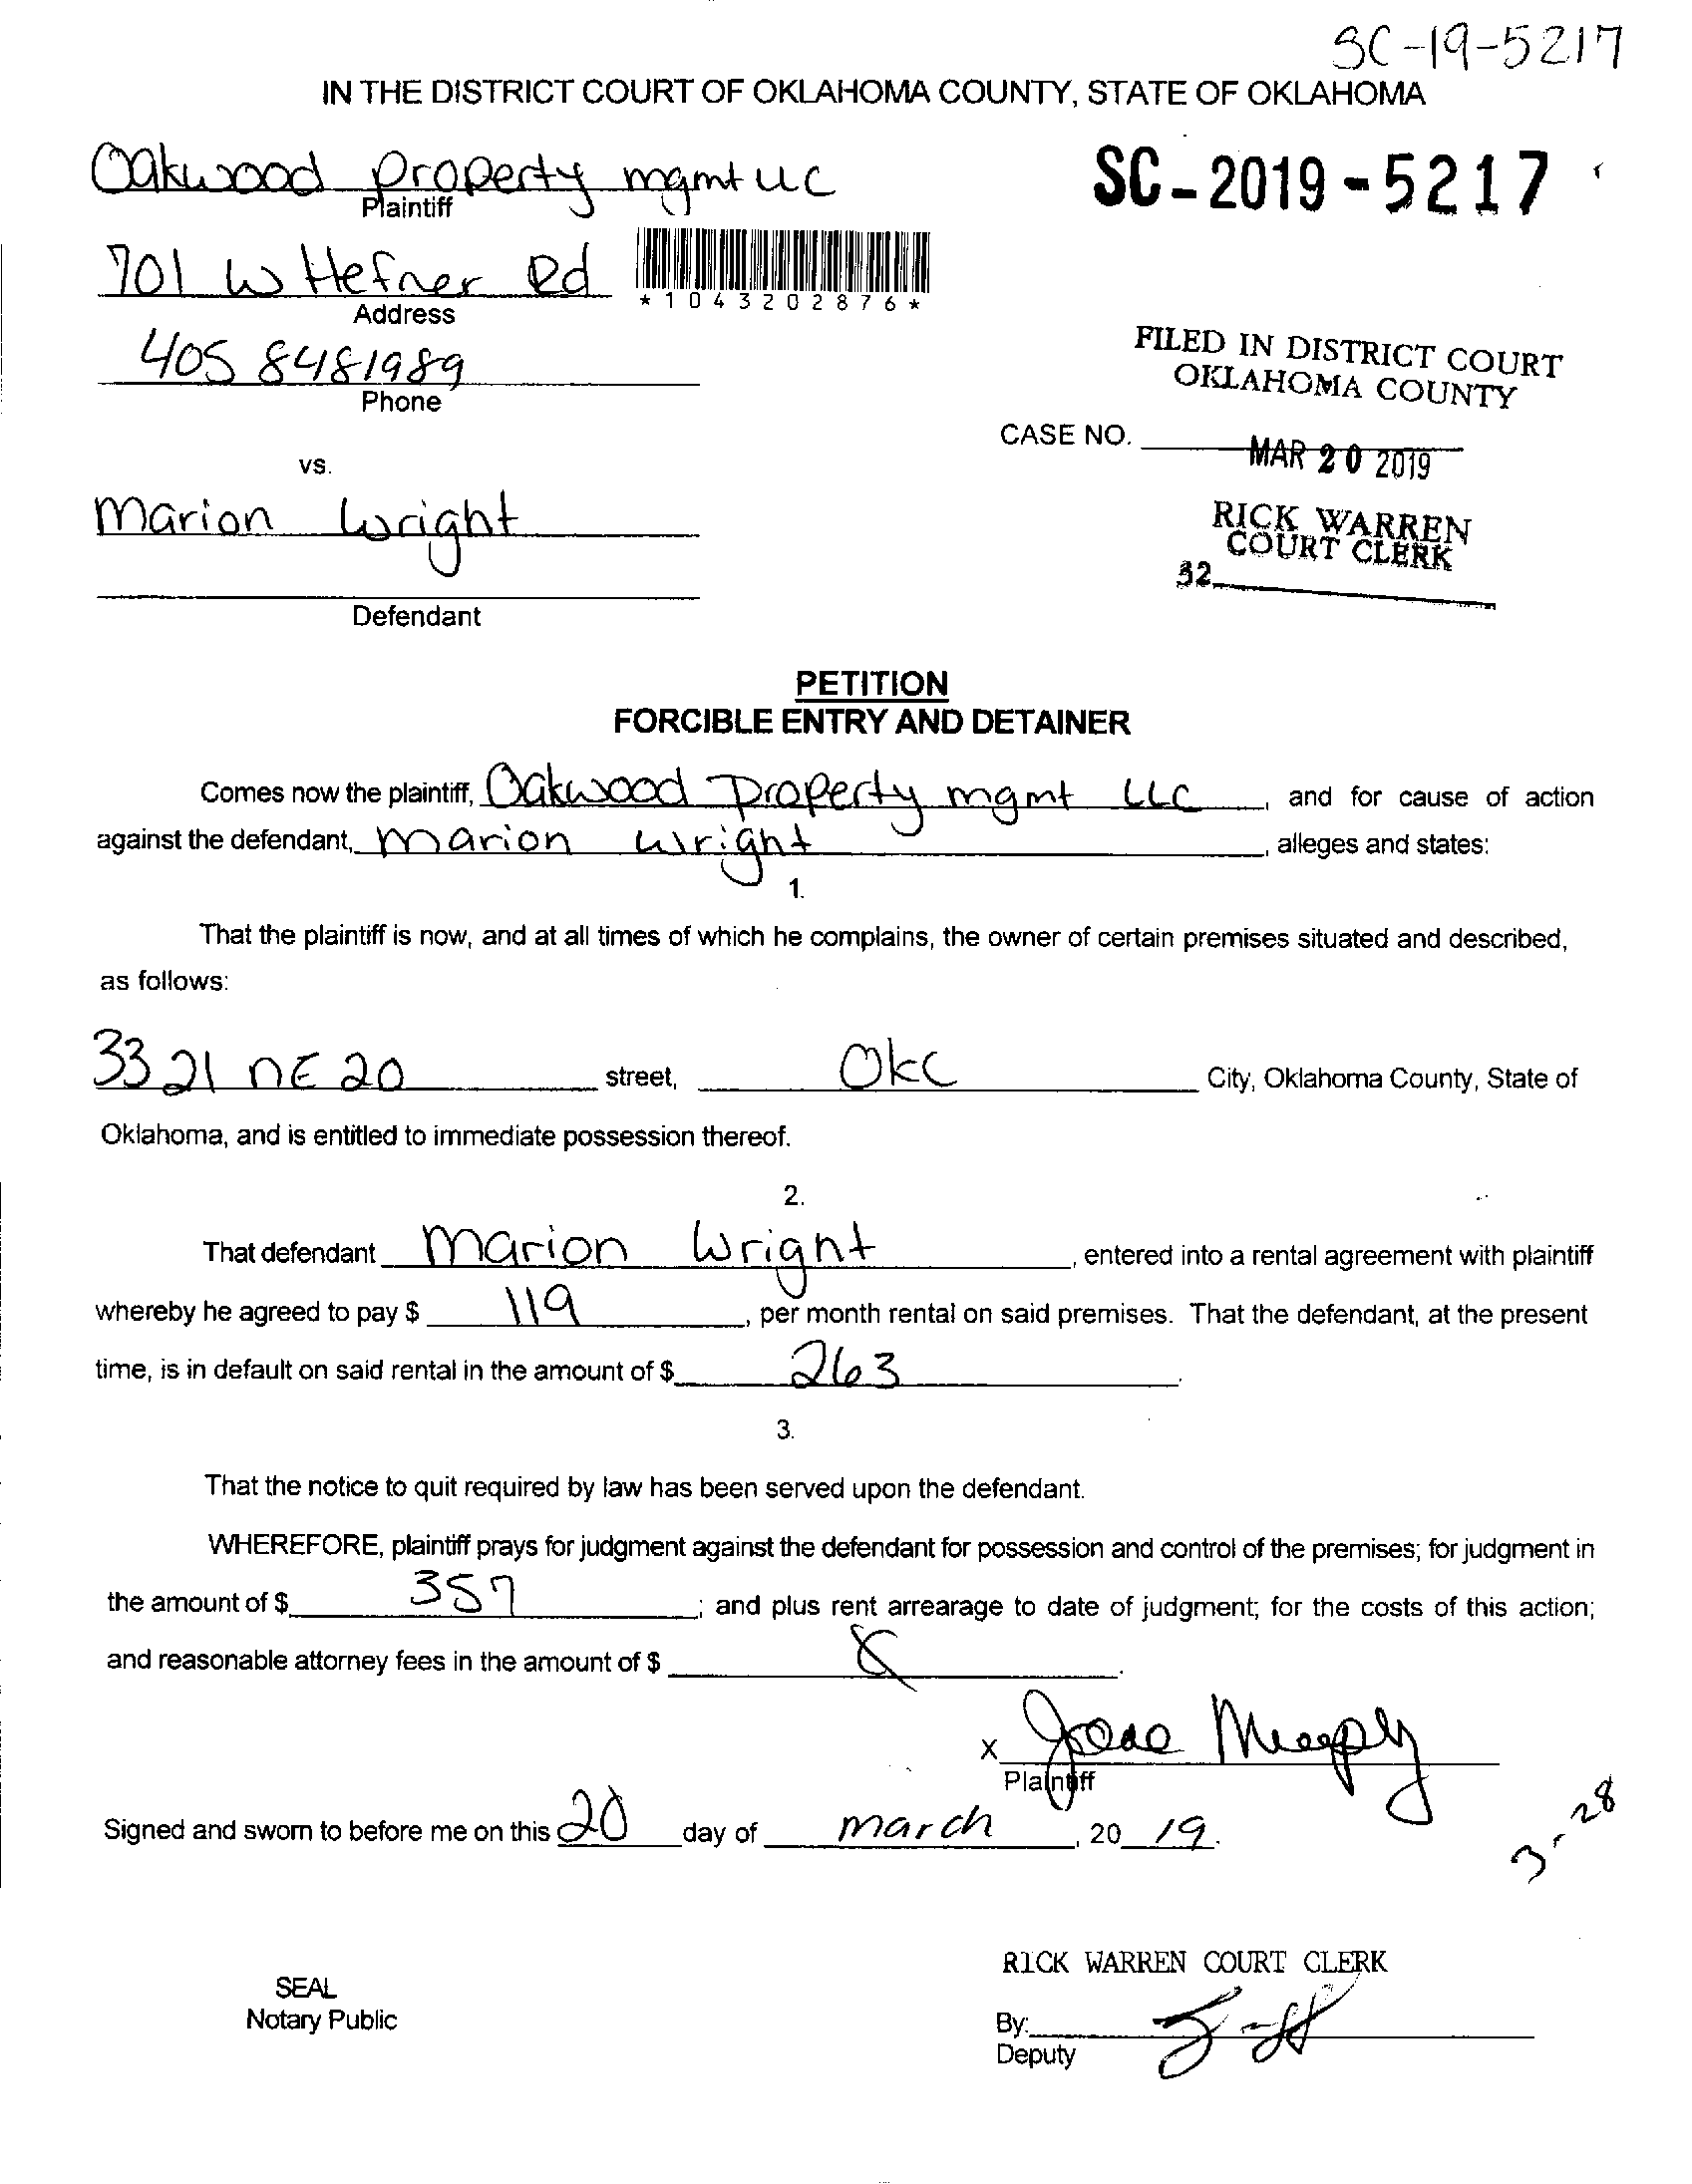 SC-19-5217
IN THE DISTRICT COURT OF OKLAHOMA COUNTY, STATE OF OKLAHOMA
Oakwood Property mgmt LLC
Plaintiff
SC-2019-5217
701 W Hefner Rd
Address
*1043202876*
405 8481989
Phone
FILED IN DISTRICT COURT
OKLAHOMA COUNTY
CASE NO.
MAR 20 2019
vs.
Marion Wright
RICK WARREN
COURT CLERK
32
Defendant
PETITION
FORCIBLE ENTRY AND DETAINER
Comes now the plaintiff, Oakwood Property mgmt LLC, and for cause of action
against the defendant, Marion Wright, alleges and states:
1.
That the plaintiff is now, and at all times of which he complains, the owner of certain premises situated and described,
as follows:
3321 NE 20 street, OKC City, Oklahoma County, State of
Oklahoma, and is entitled to immediate possession thereof.
2.
That defendant Marion Wright, entered into a rental agreement with plaintiff
whereby he agreed to pay $ 119, per month rental on said premises. That the defendant, at the present
time, is in default on said rental in the amount of $ 263.
3.
That the notice to quit required by law has been served upon the defendant.
WHEREFORE, plaintiff prays for judgment against the defendant for possession and control of the premises; for judgment in
the amount of $ 357; and plus rent arrearage to date of judgment; for the costs of this action;
and reasonable attorney fees in the amount of $
x
Plaintiff
Signed and sworn to before me on this 20 day of March, 20 19.
3-28
RICK WARREN COURT CLERK
SEAL
Notary Public
By:
Deputy